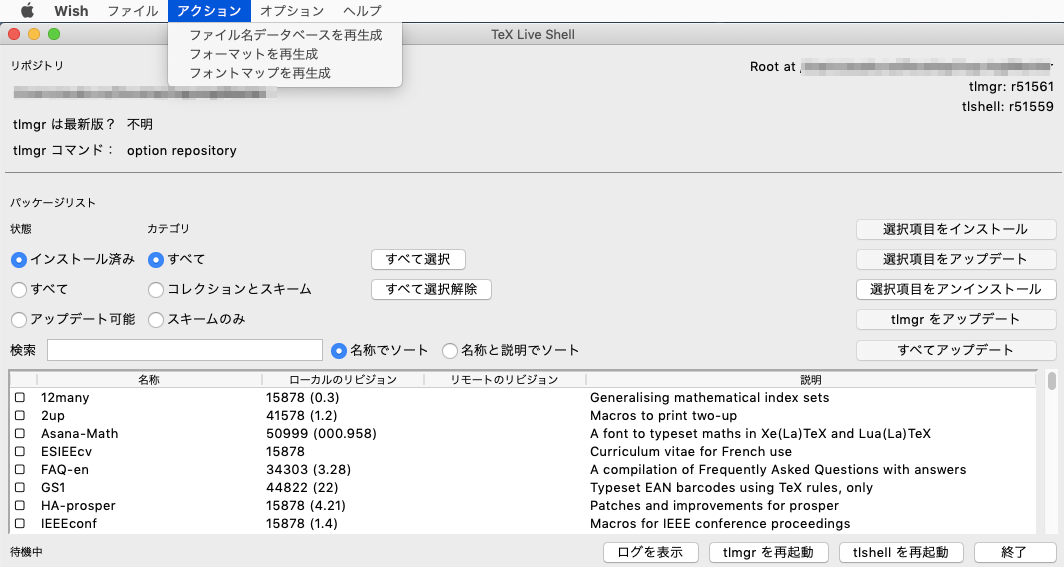 Wish ファイル アクション オプション ヘルプ
ファイル名データベースを再生成
フォーマットを再生成
フォントマップを再生成
TeX Live Shell
リポジトリ
Root at
tlmgr: r51561
tlshell: r51559
tlmgr は最新版？ 不明
tlmgr コマンド： option repository
パッケージリスト
状態 カテゴリ
選択項目をインストール
インストール済み すべて すべて選択 選択項目をアップデート
すべて コレクションとスキーム すべて選択解除 選択項目をアンインストール
アップデート可能 スキームのみ tlmgr をアップデート
検索 名称でソート 名称と説明でソート すべてアップデート
名称 ローカルのリビジョン リモートのリビジョン 説明
12many 15878 (0.3) Generalising mathematical index sets
2up 41578 (1.2) Macros to print two-up
Asana-Math 50999 (000.958) A font to typeset maths in Xe(La)TeX and Lua(La)TeX
ESIEEcv 15878 Curriculum vitae for French use
FAQ-en 34303 (3.28) A compilation of Frequently Asked Questions with answers
GS1 44822 (22) Typeset EAN barcodes using TeX rules, only
HA-prosper 15878 (4.21) Patches and improvements for prosper
IEEEconf 15878 (1.4) Macros for IEEE conference proceedings
待機中 ログを表示 tlmgr を再起動 tlshell を再起動 終了